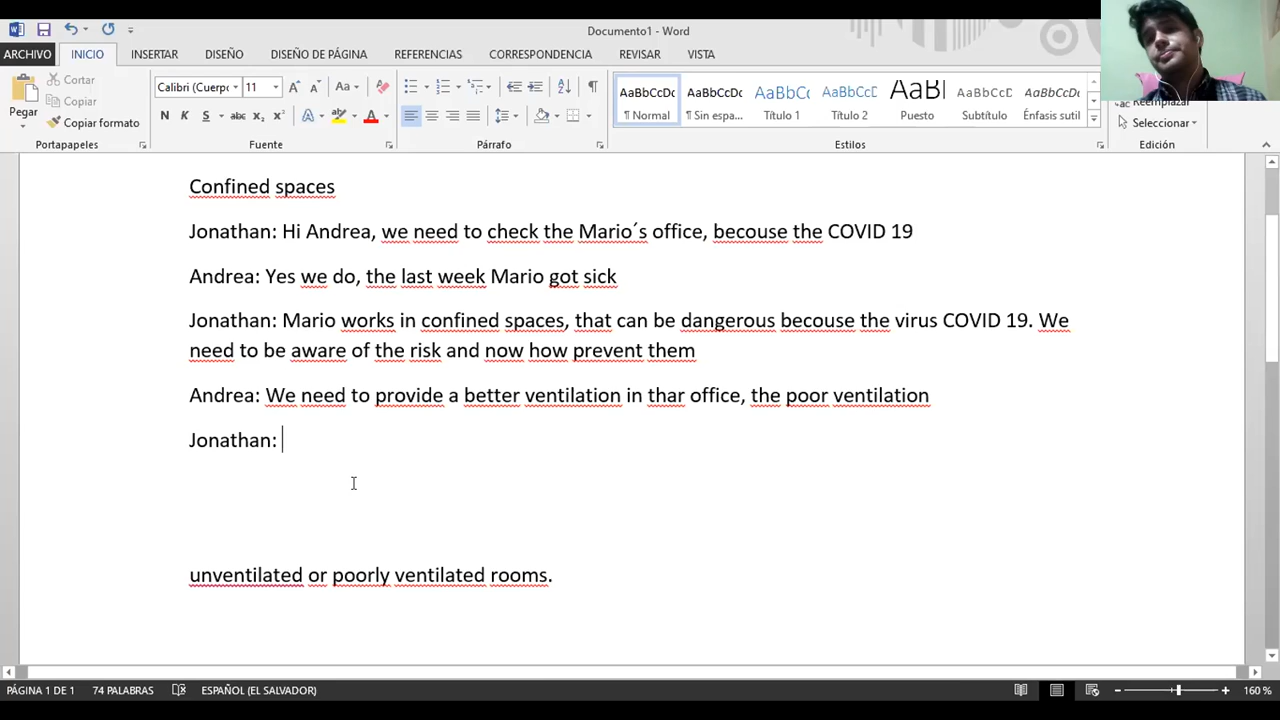 Documento1 - Word
ARCHIVO INICIO INSERTAR DISEÑO DISEÑO DE PÁGINA REFERENCIAS CORRESPONDENCIA REVISAR VISTA
Pegar
Cortar
Copiar
Copiar formato
Portapapeles
Calibri (Cuerpo 11
Aa
N K S abc x₂ x²
Fuente
Párrafo
AaBbCcDc AaBbCcDc AaBbCc AaBbCcD AaBl AaBbCcD AaBbCcDc
¶ Normal ¶ Sin espa... Título 1 Título 2 Puesto Subtítulo Énfasis sutil
Estilos
Reemplazar
Seleccionar
Edición
Confined spaces
Jonathan: Hi Andrea, we need to check the Mario´s office, becouse the COVID 19
Andrea: Yes we do, the last week Mario got sick
Jonathan: Mario works in confined spaces, that can be dangerous becouse the virus COVID 19. We
need to be aware of the risk and now how prevent them
Andrea: We need to provide a better ventilation in thar office, the poor ventilation
Jonathan:
unventilated or poorly ventilated rooms.
PÁGINA 1 DE 1 74 PALABRAS ESPAÑOL (EL SALVADOR) 160 %